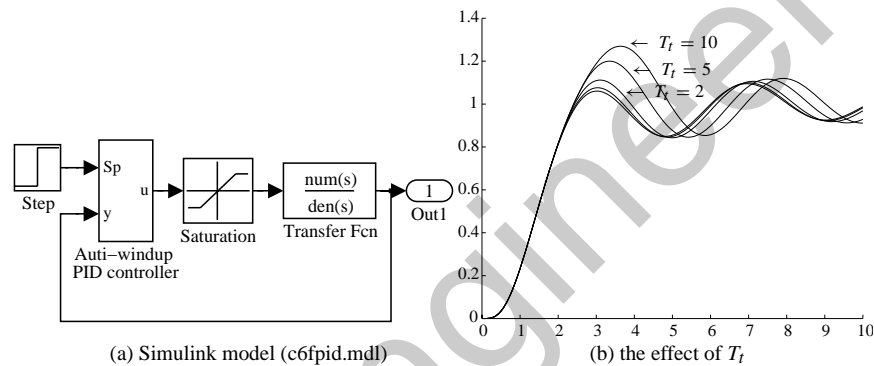 Sp
y
u
Step
Auti−windup
PID controller
Saturation
num(s)
den(s)
Transfer Fcn
1
Out1
(a) Simulink model (c6fpid.mdl)
1.4
1.2
1
0.8
0.6
0.4
0.2
0
0 1 2 3 4 5 6 7 8 9 10
← T_t = 10
← T_t = 5
← T_t = 2
(b) the effect of T_t
engineer